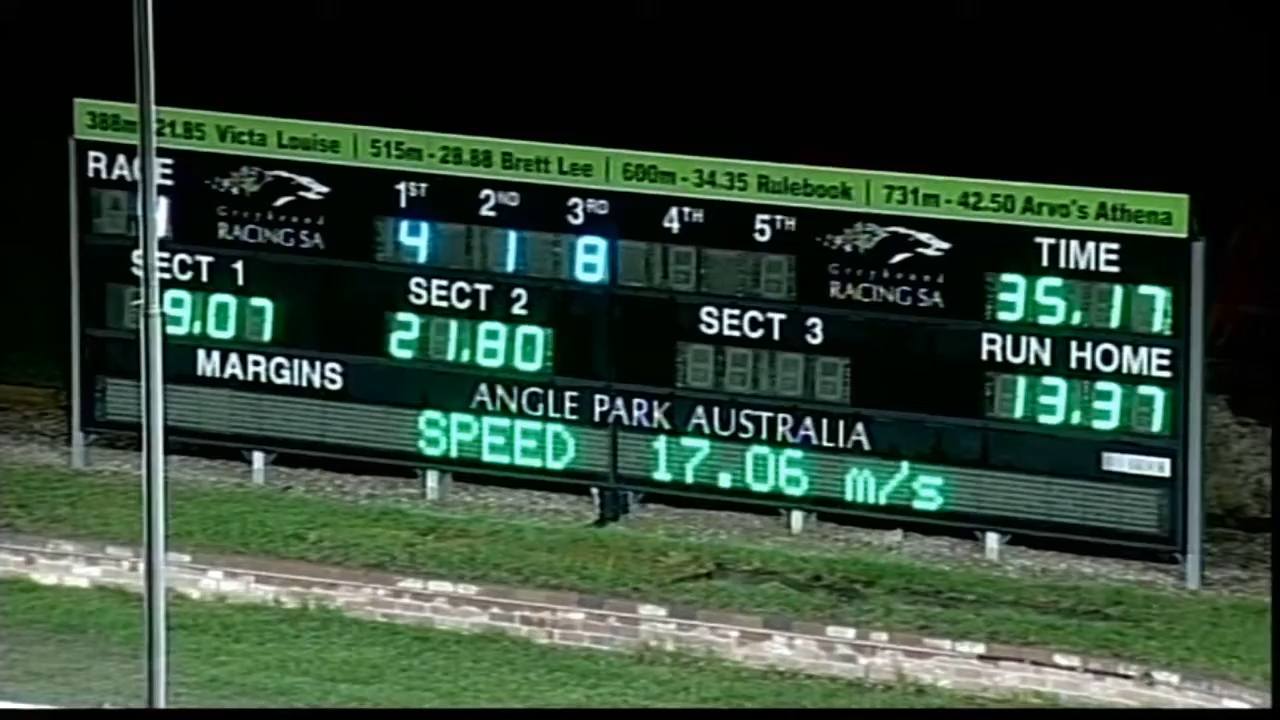 388m-21.85 Victa Louise | 515m-28.88 Brett Lee | 600m-34.35 Rulebook | 731m-42.50 Arvo's Athena
RACE
Greyhound
RACING SA
1ST 2ND 3RD 4TH 5TH
4 1 8
Greyhound
RACING SA
TIME
35.17
SECT 1
9.07
SECT 2
21.80
SECT 3
RUN HOME
13.37
MARGINS
ANGLE PARK AUSTRALIA
SPEED 17.06 m/s